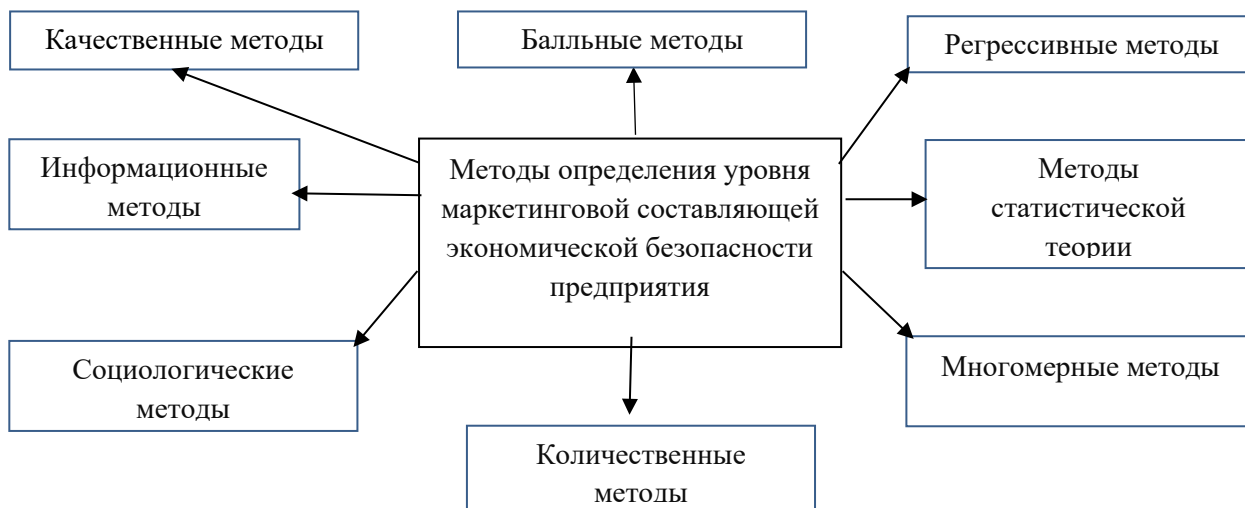 Качественные методы
Балльные методы
Регрессивные методы
Информационные
методы
Методы определения уровня
маркетинговой составляющей
экономической безопасности
предприятия
Методы
статистической
теории
Социологические
методы
Многомерные методы
Количественные
методы